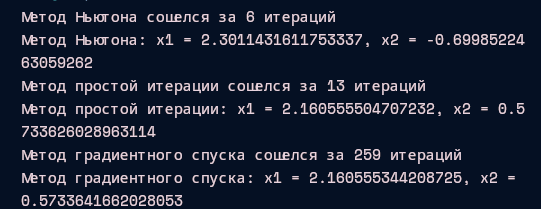 Метод Ньютона сошелся за 6 итераций
Метод Ньютона: x1 = 2.3011431611753337, x2 = -0.69985224
63059262
Метод простой итерации сошелся за 13 итераций
Метод простой итерации: x1 = 2.160555504707232, x2 = 0.5
733626028963114
Метод градиентного спуска сошелся за 259 итераций
Метод градиентного спуска: x1 = 2.160555344208725, x2 =
0.5733641662028053